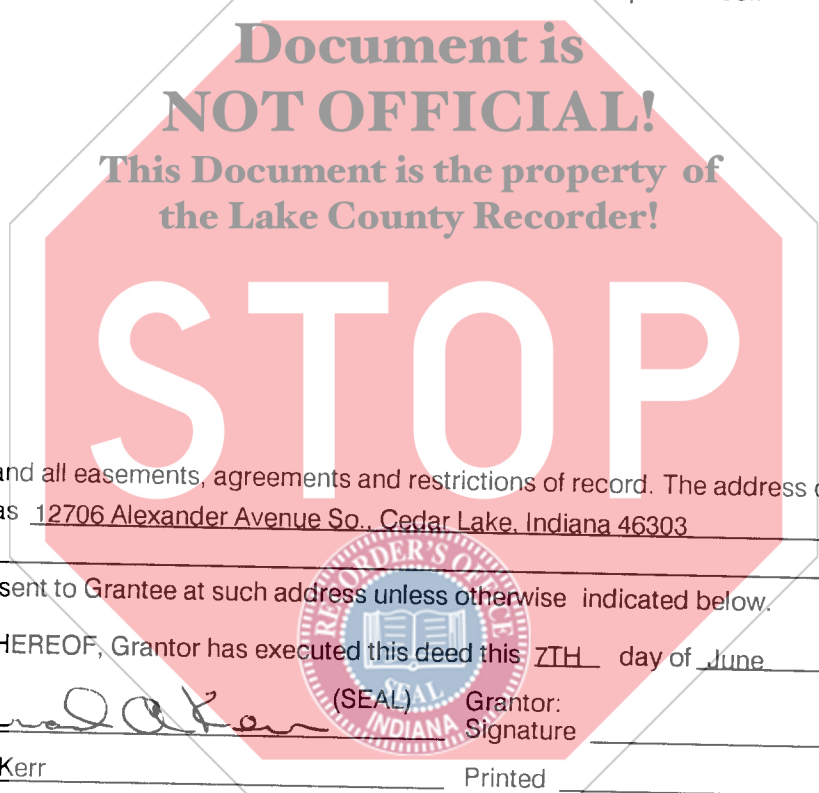 Document is
NOT OFFICIAL!
This Document is the property of
the Lake County Recorder!
STOP
and all easements, agreements and restrictions of record. The address
as 12706 Alexander Avenue So., Cedar Lake, Indiana 46303
sent to Grantee at such address unless otherwise indicated below.
HEREOF, Grantor has executed this deed this 7TH day of June
(SEAL) Grantor:
Signature
Kerr Printed
RECORDER'S OFFICE
SEAL
INDIANA